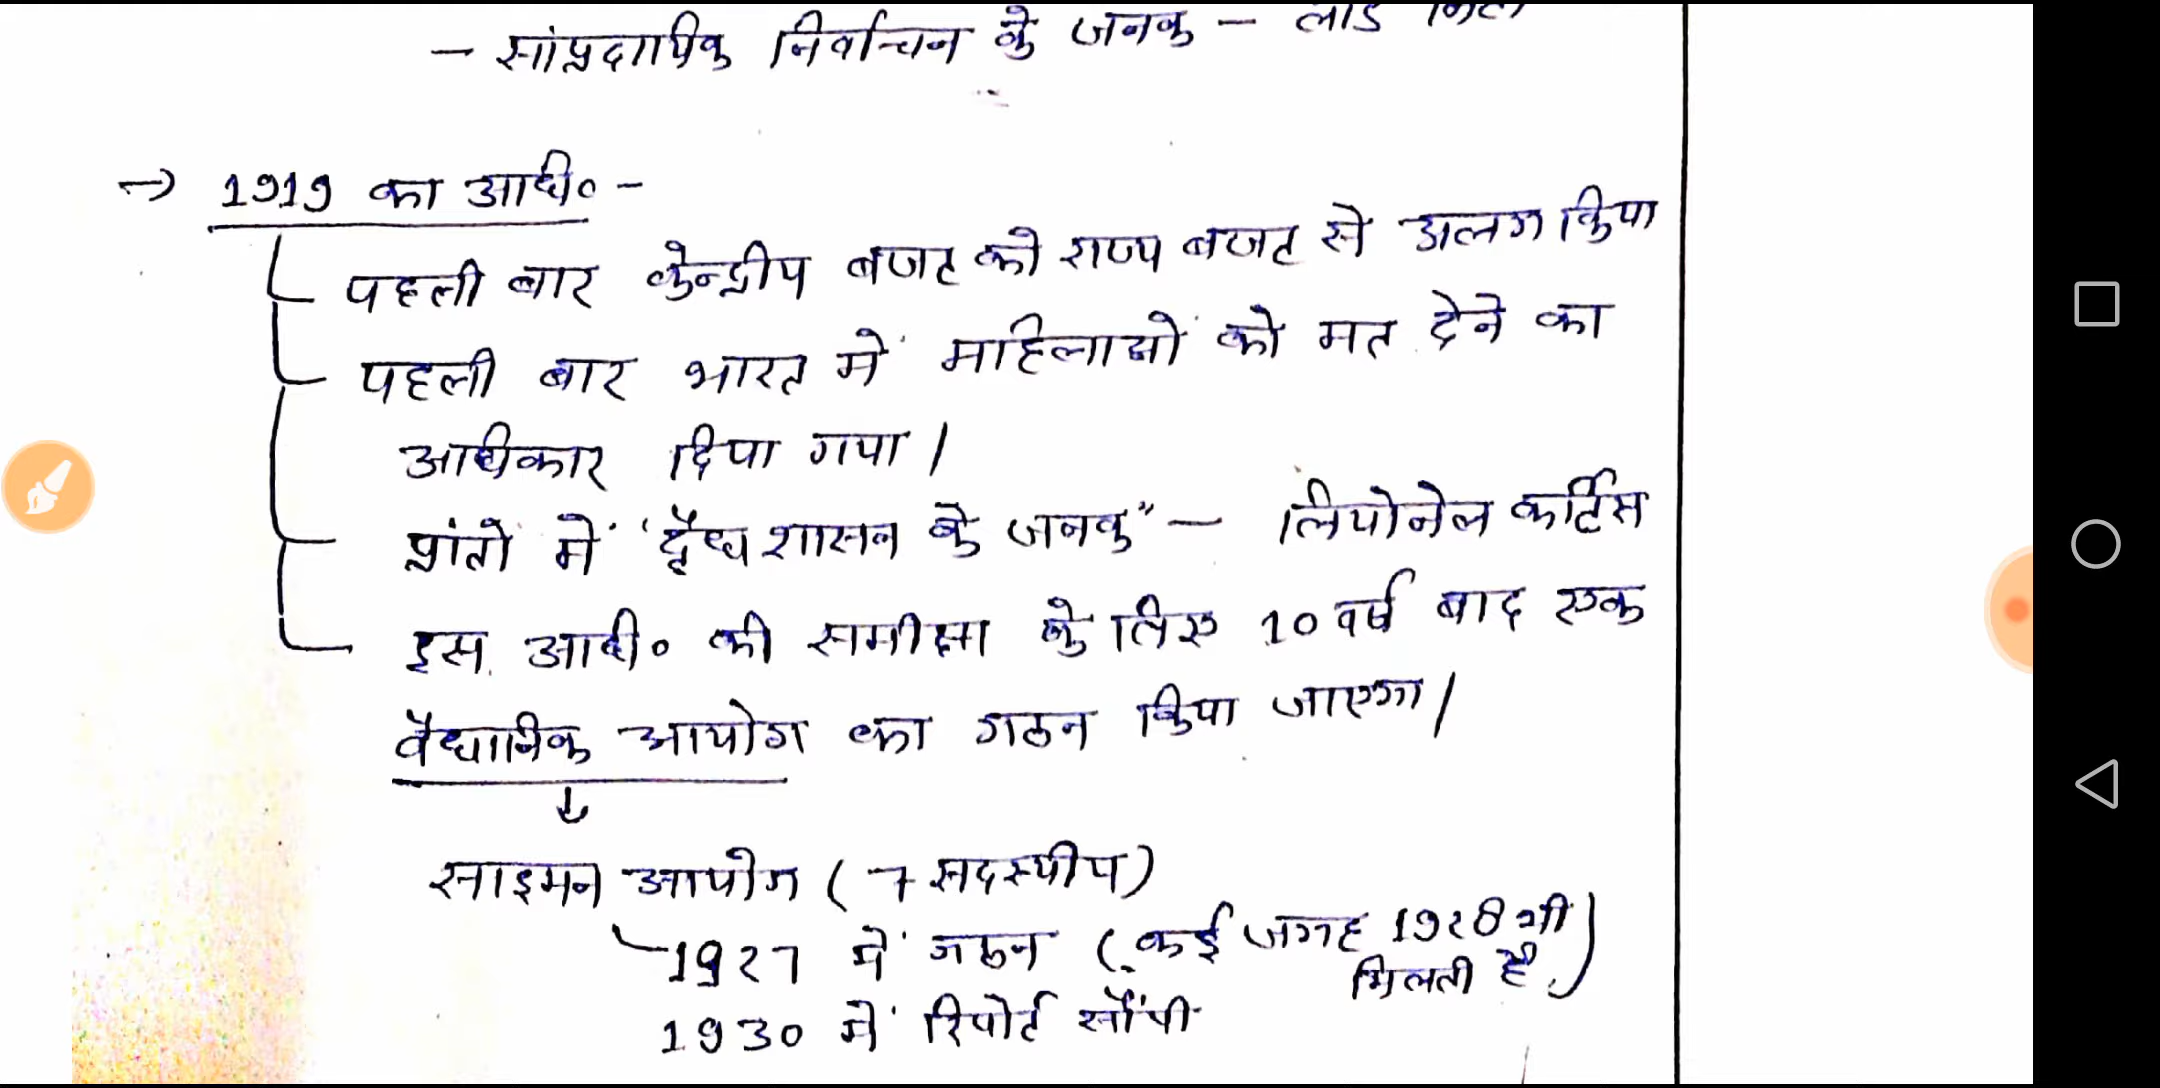 - सांप्रदायिक निर्वाचन के जनक - लार्ड
→ 1919 का अधि० -
पहली बार केन्द्रीय बजट को राज्य बजट से अलग किया
पहली बार भारत में महिलाओं को मत देने का
अधिकार दिया गया।
प्रांतो में "द्वैध शासन के जनक" - लियोनेल कर्टिस
इस अधि० की समीक्षा के लिए 10 वर्ष बाद एक
वैधानिक आयोग का गठन किया जाएगा।
↓
साइमन आयोग (7 सदस्यीय)
1927 में गठन (कई जगह 1928 भी
मिलती है।)
1930 में रिपोर्ट सौंपी